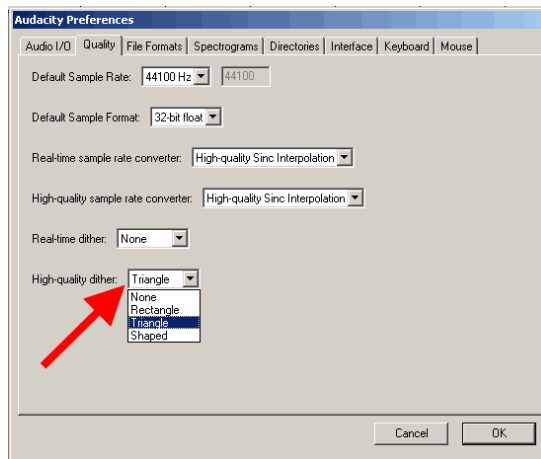 Audacity Preferences
Audio I/O Quality File Formats Spectrograms Directories Interface Keyboard Mouse
Default Sample Rate: 44100 Hz 44100
Default Sample Format: 32-bit float
Real-time sample rate converter: High-quality Sinc Interpolation
High-quality sample rate converter: High-quality Sinc Interpolation
Real-time dither: None
High-quality dither: Triangle
None
Rectangle
Triangle
Shaped
Cancel OK